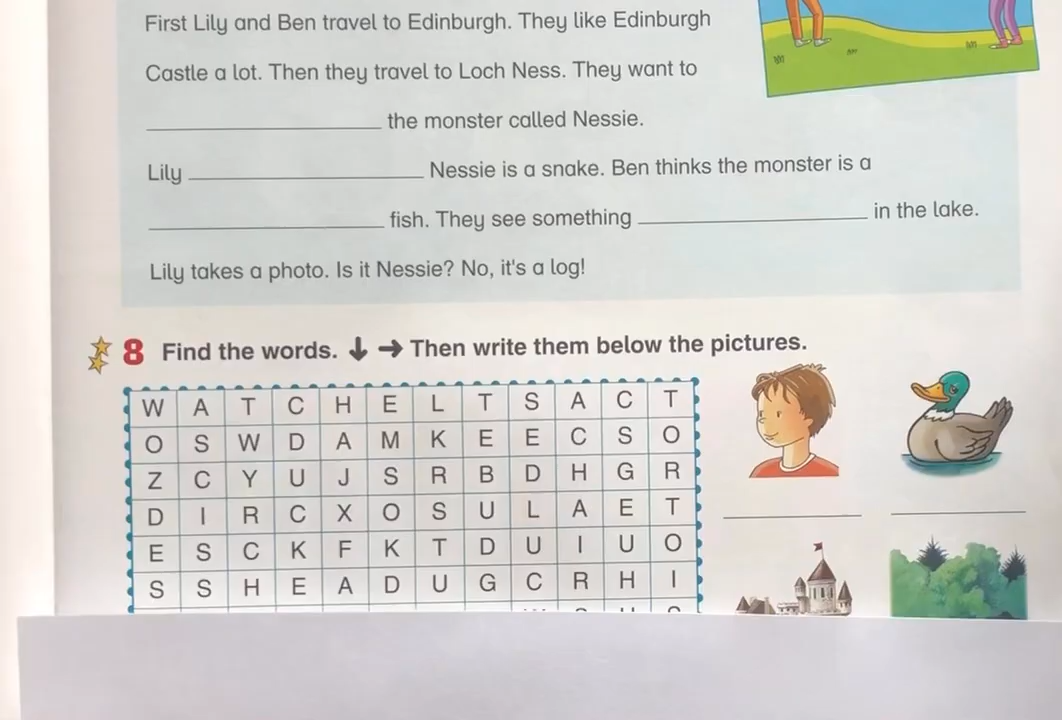 First Lily and Ben travel to Edinburgh. They like Edinburgh
Castle a lot. Then they travel to Loch Ness. They want to
the monster called Nessie.
Lily Nessie is a snake. Ben thinks the monster is a
fish. They see something in the lake.
Lily takes a photo. Is it Nessie? No, it's a log!
8 Find the words. ↓ → Then write them below the pictures.
W A T C H E L T S A C T
O S W D A M K E E C S O
Z C Y U J S R B D H G R
D I R C X O S U L A E T
E S C K F K T D U I U O
S S H E A D U G C R H I